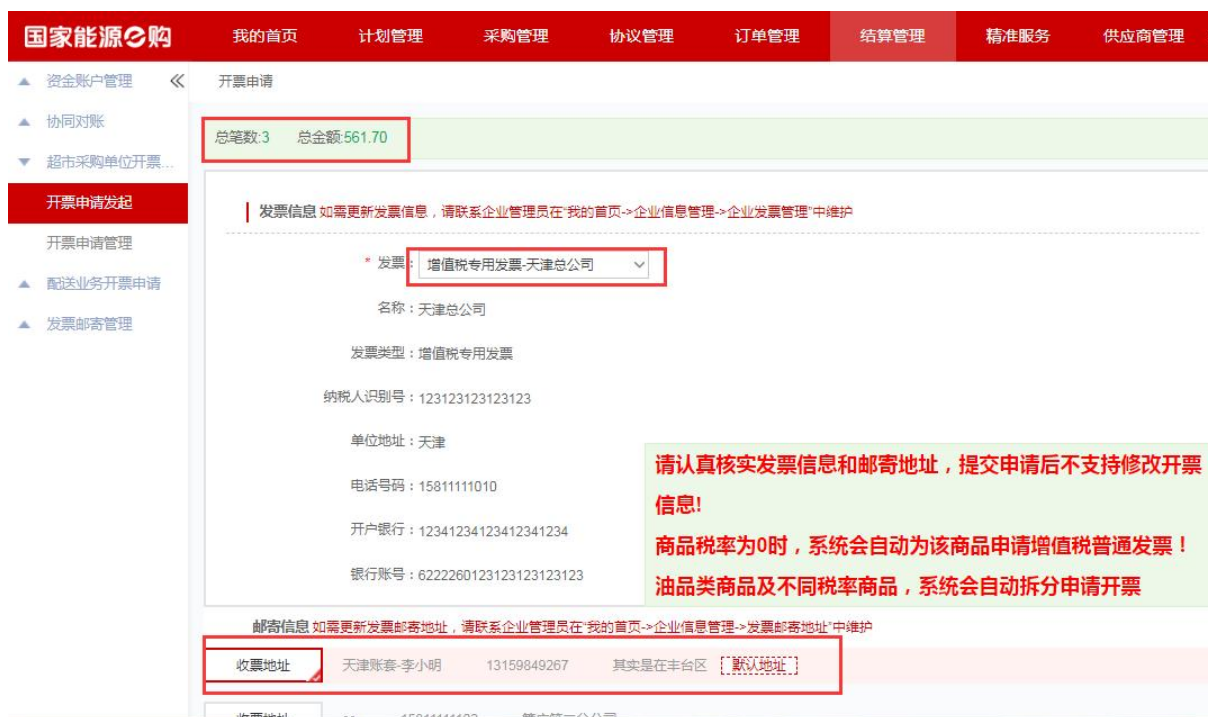 国家能源e购 我的首页 计划管理 采购管理 协议管理 订单管理 结算管理 精准服务 供应商管理
资金账户管理
开票申请
协同对账
总笔数:3 总金额:561.70
超市采购单位开票...
开票申请发起
发票信息 如需更新发票信息，请联系企业管理员在"我的首页->企业信息管理->企业发票管理"中维护
开票申请管理
* 发票： 增值税专用发票-天津总公司
配送业务开票申请
名称：天津总公司
发票邮寄管理
发票类型：增值税专用发票
纳税人识别号：123123123123123
单位地址：天津
电话号码：15811111010
开户银行：12341234123412341234
银行账号：6222260123123123123123
请认真核实发票信息和邮寄地址，提交申请后不支持修改开票
信息!
商品税率为0时，系统会自动为该商品申请增值税普通发票！
油品类商品及不同税率商品，系统会自动拆分申请开票
邮寄信息 如需更新发票邮寄地址，请联系企业管理员在"我的首页->企业信息管理->发票邮寄地址"中维护
收票地址 天津账套-李小明 13159849267 其实是在丰台区 默认地址